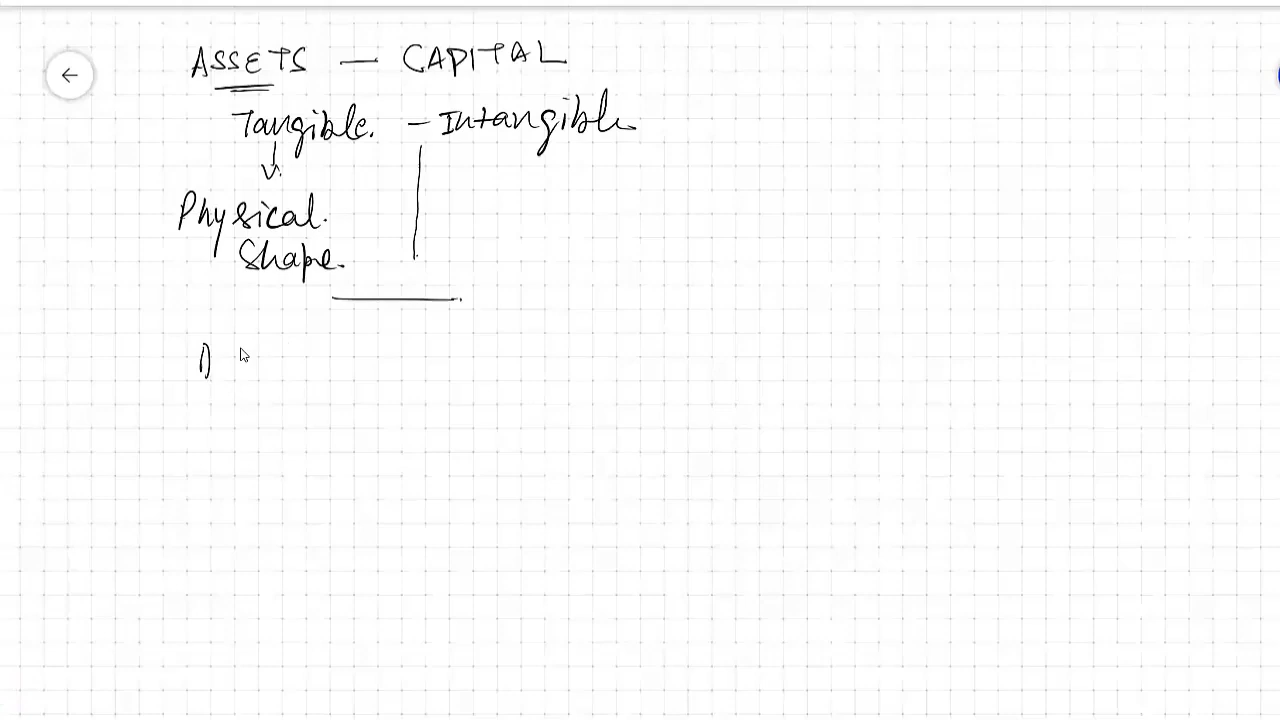 ASSETS — CAPITAL
Tangible. – Intangible
Physical.
Shape.
1)